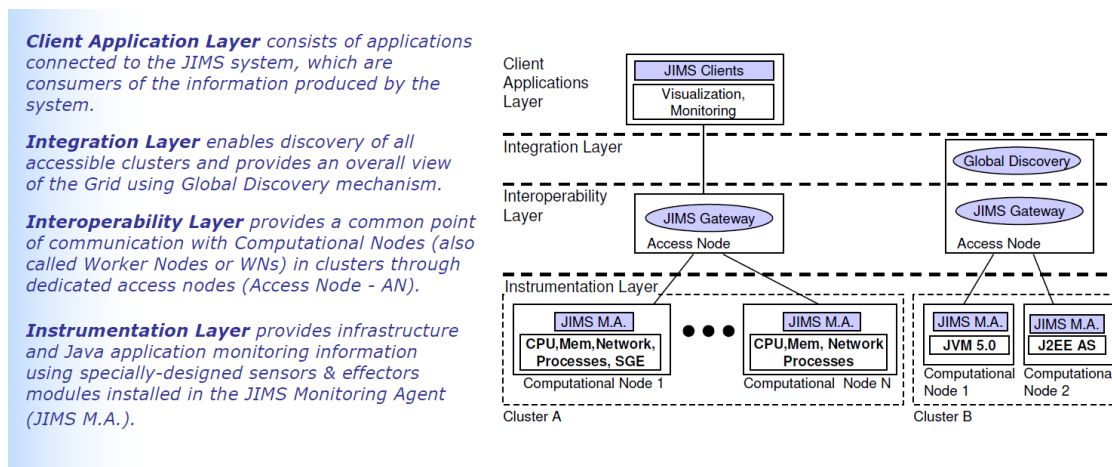 Client Application Layer consists of applications
connected to the JIMS system, which are
consumers of the information produced by the
system.
Integration Layer enables discovery of all
accessible clusters and provides an overall view
of the Grid using Global Discovery mechanism.
Interoperability Layer provides a common point
of communication with Computational Nodes (also
called Worker Nodes or WNs) in clusters through
dedicated access nodes (Access Node - AN).
Instrumentation Layer provides infrastructure
and Java application monitoring information
using specially-designed sensors & effectors
modules installed in the JIMS Monitoring Agent
(JIMS M.A.).
Client
Applications
Layer
JIMS Clients
Visualization,
Monitoring
Integration Layer
Global Discovery
Interoperability
Layer
JIMS Gateway
Access Node
JIMS Gateway
Access Node
Instrumentation Layer
JIMS M.A.
CPU,Mem,Network,
Processes, SGE
Computational Node 1
JIMS M.A.
CPU,Mem, Network
Processes
Computational Node N
Cluster A
JIMS M.A.
JVM 5.0
Computational
Node 1
JIMS M.A.
J2EE AS
Computational
Node 2
Cluster B